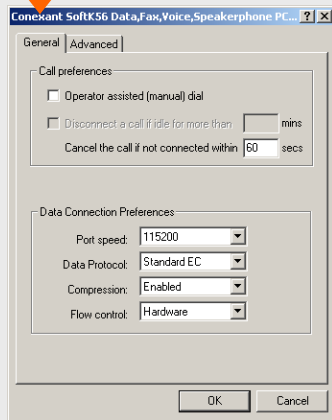 Conexant SoftK56 Data,Fax,Voice,Speakerphone PC... ? X
General Advanced
Call preferences
Operator assisted (manual) dial
Disconnect a call if idle for more than mins
Cancel the call if not connected within 60 secs
Data Connection Preferences
Port speed: 115200
Data Protocol: Standard EC
Compression: Enabled
Flow control: Hardware
OK Cancel